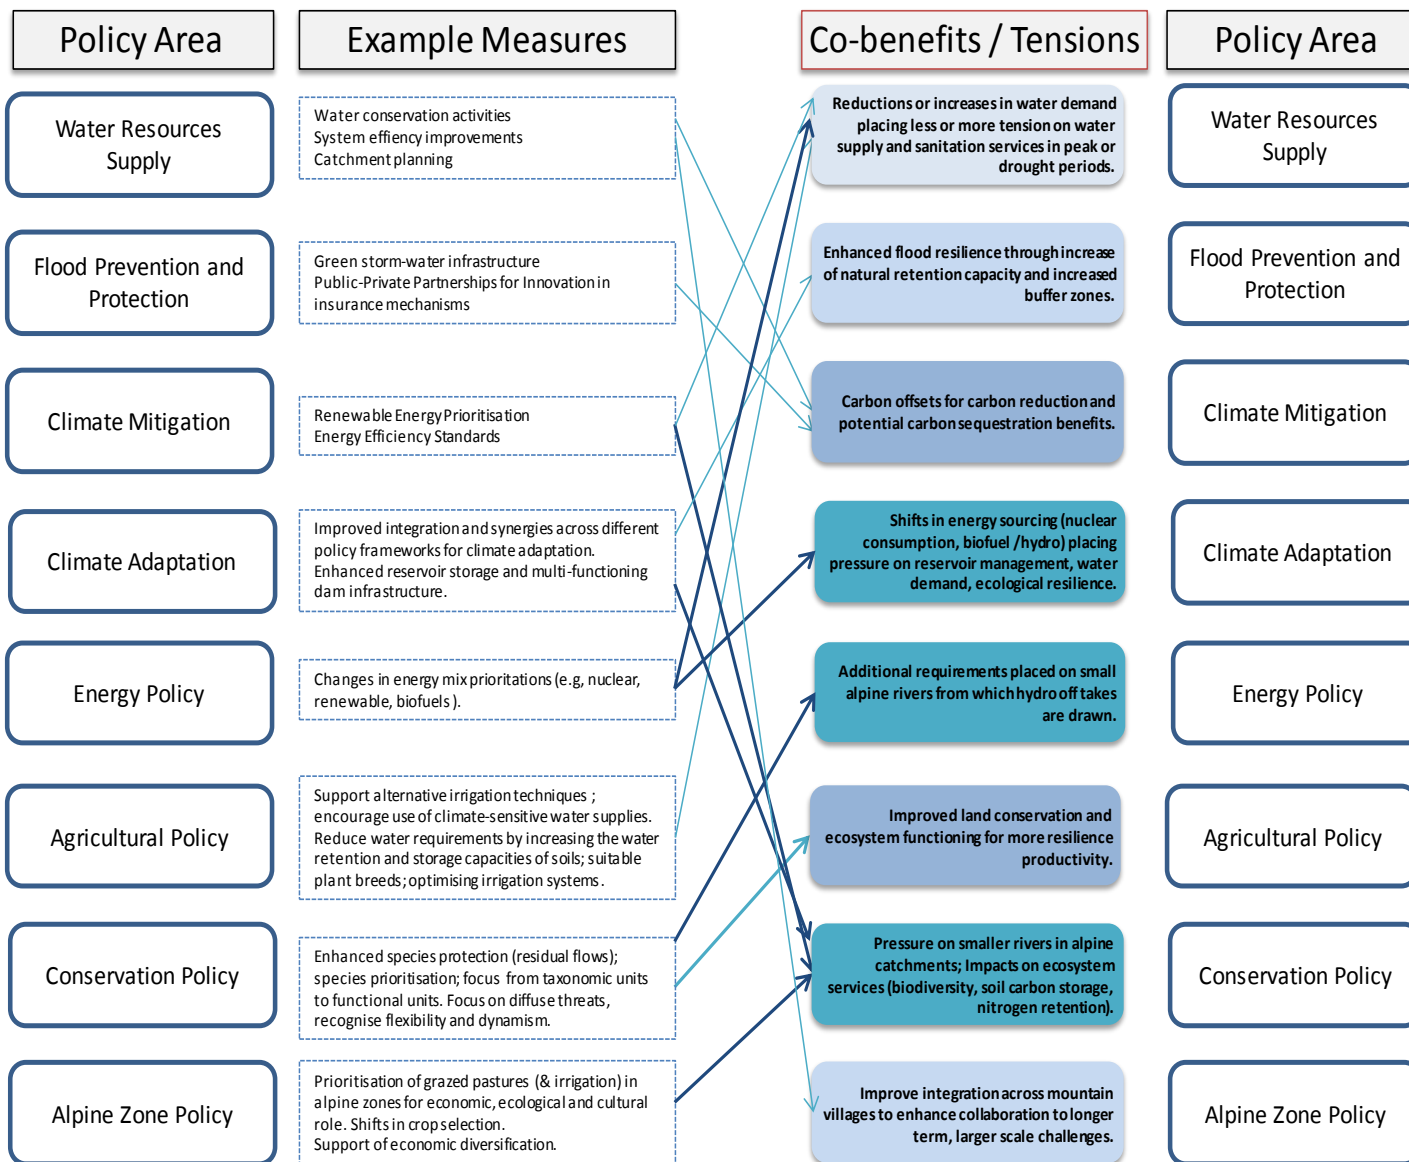 Policy Area
Example Measures
Co-benefits / Tensions
Policy Area
Water Resources
Supply
Water conservation activities
System effiency improvements
Catchment planning
Reductions or increases in water demand
placing less or more tension on water
supply and sanitation services in peak or
drought periods.
Water Resources
Supply
Flood Prevention and
Protection
Green storm-water infrastructure
Public-Private Partnerships for Innovation in
insurance mechanisms
Enhanced flood resilience through increase
of natural retention capacity and increased
buffer zones.
Flood Prevention and
Protection
Climate Mitigation
Renewable Energy Prioritisation
Energy Efficiency Standards
Carbon offsets for carbon reduction and
potential carbon sequestration benefits.
Climate Mitigation
Climate Adaptation
Improved integration and synergies across different
policy frameworks for climate adaptation.
Enhanced reservoir storage and multi-functioning
dam infrastructure.
Shifts in energy sourcing (nuclear
consumption, biofuel /hydro) placing
pressure on reservoir management, water
demand, ecological resilience.
Climate Adaptation
Energy Policy
Changes in energy mix prioritations (e.g, nuclear,
renewable, biofuels ).
Additional requirements placed on small
alpine rivers from which hydro off takes
are drawn.
Energy Policy
Agricultural Policy
Support alternative irrigation techniques ;
encourage use of climate-sensitive water supplies.
Reduce water requirements by increasing the water
retention and storage capacities of soils; suitable
plant breeds; optimising irrigation systems .
Improved land conservation and
ecosystem functioning for more resilience
productivity.
Agricultural Policy
Conservation Policy
Enhanced species protection (residual flows);
species prioritisation; focus from taxonomic units
to functional units. Focus on diffuse threats,
recognise flexibility and dynamism.
Pressure on smaller rivers in alpine
catchments; Impacts on ecosystem
services (biodiversity, soil carbon storage,
nitrogen retention).
Conservation Policy
Alpine Zone Policy
Prioritisation of grazed pastures (& irrigation) in
alpine zones for economic, ecological and cultural
role. Shifts in crop selection.
Support of economic diversification.
Improve integration across mountain
villages to enhance collaboration to longer
term, larger scale challenges.
Alpine Zone Policy